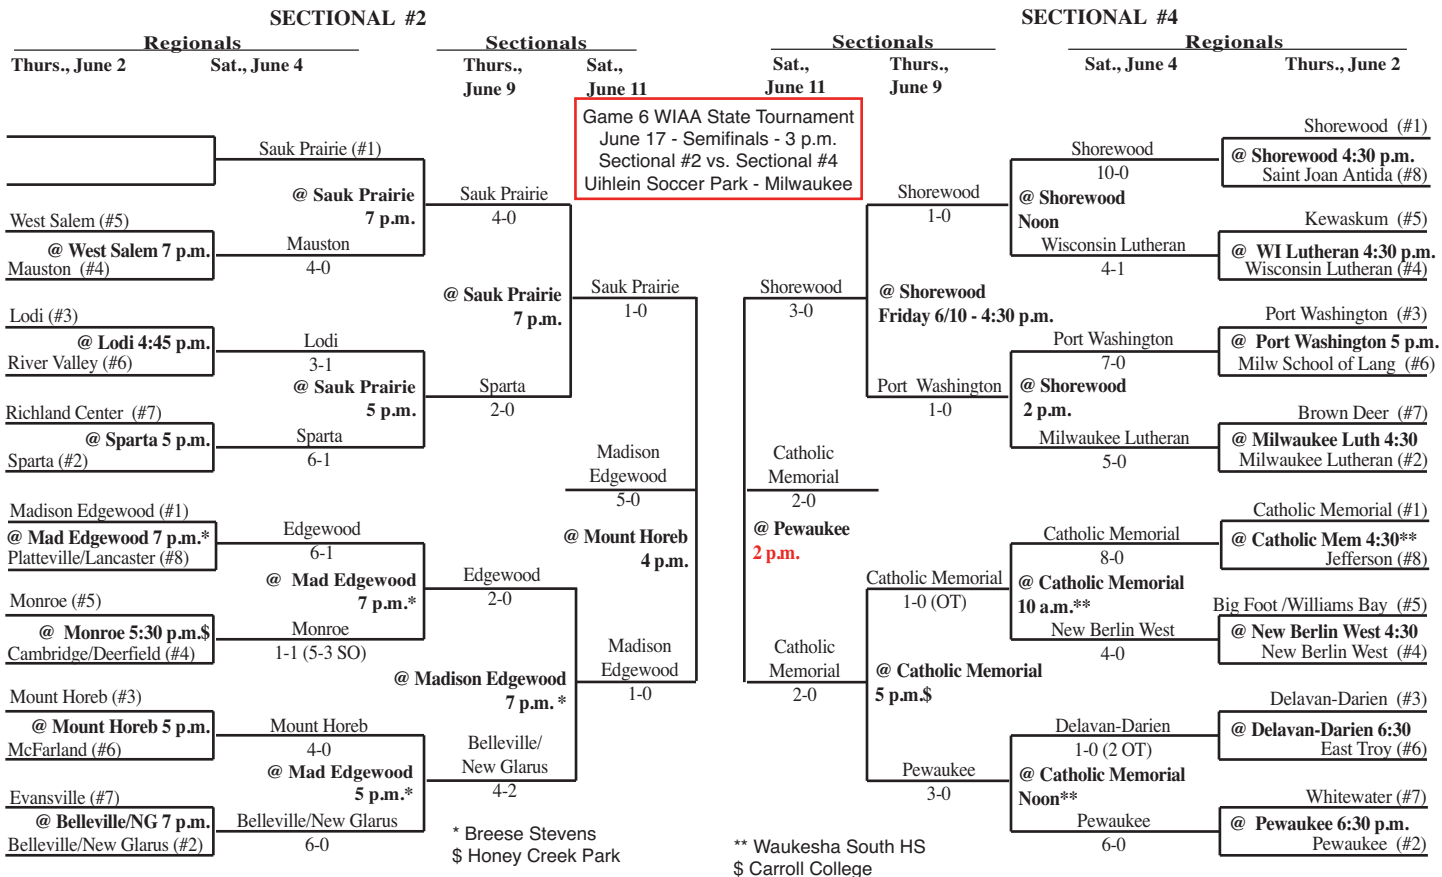 SECTIONAL #2
Regionals
Sectionals
Thurs., June 2
Sat., June 4
Thurs.,
June 9
Sat.,
June 11
Sauk Prairie (#1)
@ Sauk Prairie
7 p.m.
West Salem (#5)
@ West Salem 7 p.m.
Mauston (#4)
Mauston
4-0
Sauk Prairie
4-0
@ Sauk Prairie
7 p.m.
Lodi (#3)
@ Lodi 4:45 p.m.
River Valley (#6)
Lodi
3-1
@ Sauk Prairie
5 p.m.
Richland Center (#7)
@ Sparta 5 p.m.
Sparta (#2)
Sparta
6-1
Sparta
2-0
Sauk Prairie
1-0
Madison
Edgewood
5-0
@ Mount Horeb
4 p.m.
Madison Edgewood (#1)
@ Mad Edgewood 7 p.m.*
Platteville/Lancaster (#8)
Edgewood
6-1
@ Mad Edgewood
7 p.m.*
Monroe (#5)
@ Monroe 5:30 p.m.$
Cambridge/Deerfield (#4)
Monroe
1-1 (5-3 SO)
Edgewood
2-0
@ Madison Edgewood
7 p.m. *
Madison
Edgewood
1-0
Mount Horeb (#3)
@ Mount Horeb 5 p.m.
McFarland (#6)
Mount Horeb
4-0
@ Mad Edgewood
5 p.m.*
Evansville (#7)
@ Belleville/NG 7 p.m.
Belleville/New Glarus (#2)
Belleville/New Glarus
6-0
Belleville/
New Glarus
4-2
* Breese Stevens
$ Honey Creek Park
Game 6 WIAA State Tournament
June 17 - Semifinals - 3 p.m.
Sectional #2 vs. Sectional #4
Uihlein Soccer Park - Milwaukee
SECTIONAL #4
Sectionals
Regionals
Sat.,
June 11
Thurs.,
June 9
Sat., June 4
Thurs., June 2
Shorewood (#1)
@ Shorewood 4:30 p.m.
Saint Joan Antida (#8)
Shorewood
10-0
@ Shorewood
Noon
Kewaskum (#5)
@ WI Lutheran 4:30 p.m.
Wisconsin Lutheran (#4)
Wisconsin Lutheran
4-1
Shorewood
1-0
@ Shorewood
Friday 6/10 - 4:30 p.m.
Shorewood
3-0
Port Washington (#3)
@ Port Washington 5 p.m.
Milw School of Lang (#6)
Port Washington
7-0
@ Shorewood
2 p.m.
Brown Deer (#7)
@ Milwaukee Luth 4:30
Milwaukee Lutheran (#2)
Milwaukee Lutheran
5-0
Port Washington
1-0
Catholic
Memorial
2-0
@ Pewaukee
2 p.m.
Catholic Memorial (#1)
@ Catholic Mem 4:30**
Jefferson (#8)
Catholic Memorial
8-0
@ Catholic Memorial
10 a.m.**
Big Foot /Williams Bay (#5)
@ New Berlin West 4:30
New Berlin West (#4)
New Berlin West
4-0
Catholic Memorial
1-0 (OT)
@ Catholic Memorial
5 p.m.$
Catholic
Memorial
2-0
Delavan-Darien (#3)
@ Delavan-Darien 6:30
East Troy (#6)
Delavan-Darien
1-0 (2 OT)
@ Catholic Memorial
Noon**
Whitewater (#7)
@ Pewaukee 6:30 p.m.
Pewaukee (#2)
Pewaukee
6-0
Pewaukee
3-0
** Waukesha South HS
$ Carroll College